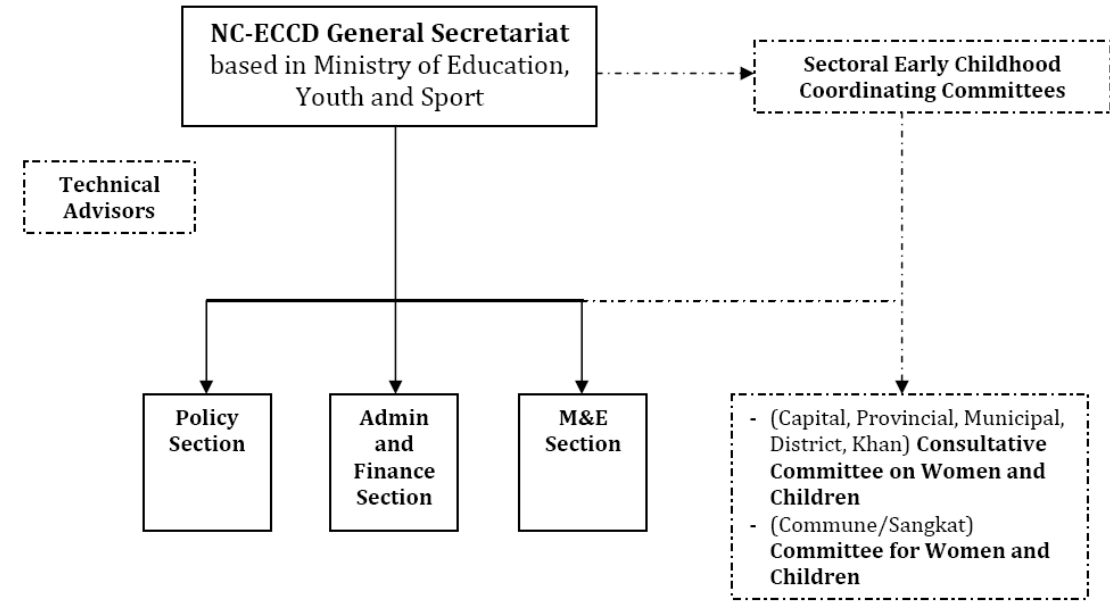 NC-ECCD General Secretariat
based in Ministry of Education,
Youth and Sport
Sectoral Early Childhood
Coordinating Committees
Technical
Advisors
Policy
Section
Admin
and
Finance
Section
M&E
Section
- (Capital, Provincial, Municipal,
District, Khan) Consultative
Committee on Women and
Children
- (Commune/Sangkat)
Committee for Women and
Children